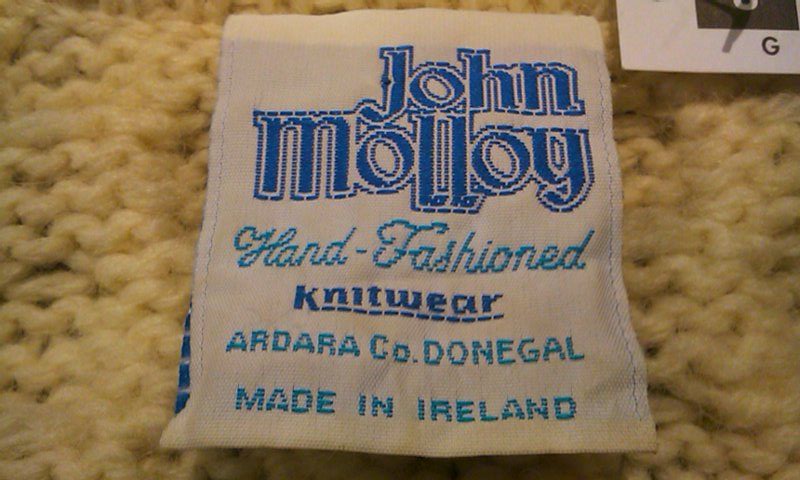 John
Molloy
Hand-Fashioned
Knitwear
ARDARA Co. DONEGAL
MADE IN IRELAND
G